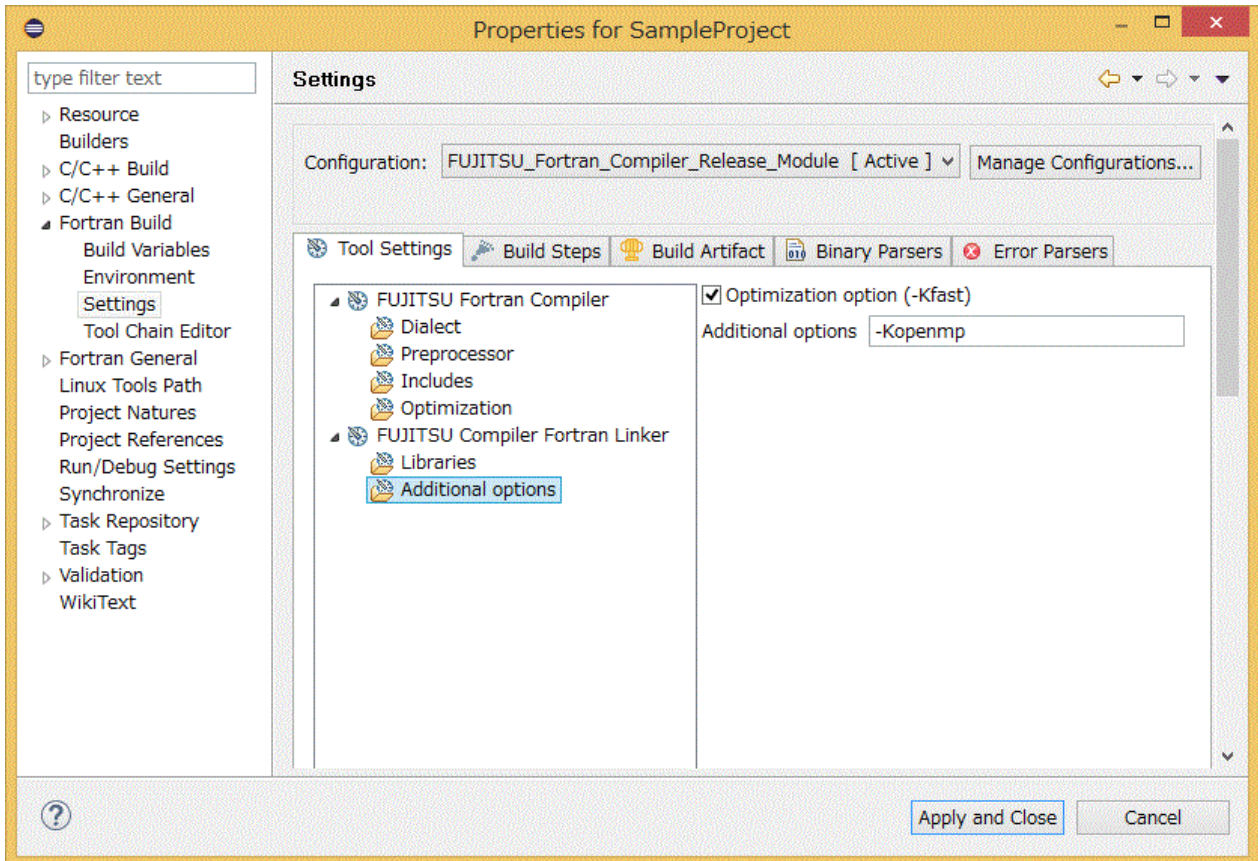 Properties for SampleProject
type filter text
Resource
Builders
C/C++ Build
C/C++ General
Fortran Build
Build Variables
Environment
Settings
Tool Chain Editor
Fortran General
Linux Tools Path
Project Natures
Project References
Run/Debug Settings
Synchronize
Task Repository
Task Tags
Validation
WikiText
Settings
Configuration: FUJITSU_Fortran_Compiler_Release_Module [ Active ] Manage Configurations...
Tool Settings Build Steps Build Artifact Binary Parsers Error Parsers
FUJITSU Fortran Compiler
Dialect
Preprocessor
Includes
Optimization
FUJITSU Compiler Fortran Linker
Libraries
Additional options
Optimization option (-Kfast)
Additional options -Kopenmp
Apply and Close Cancel